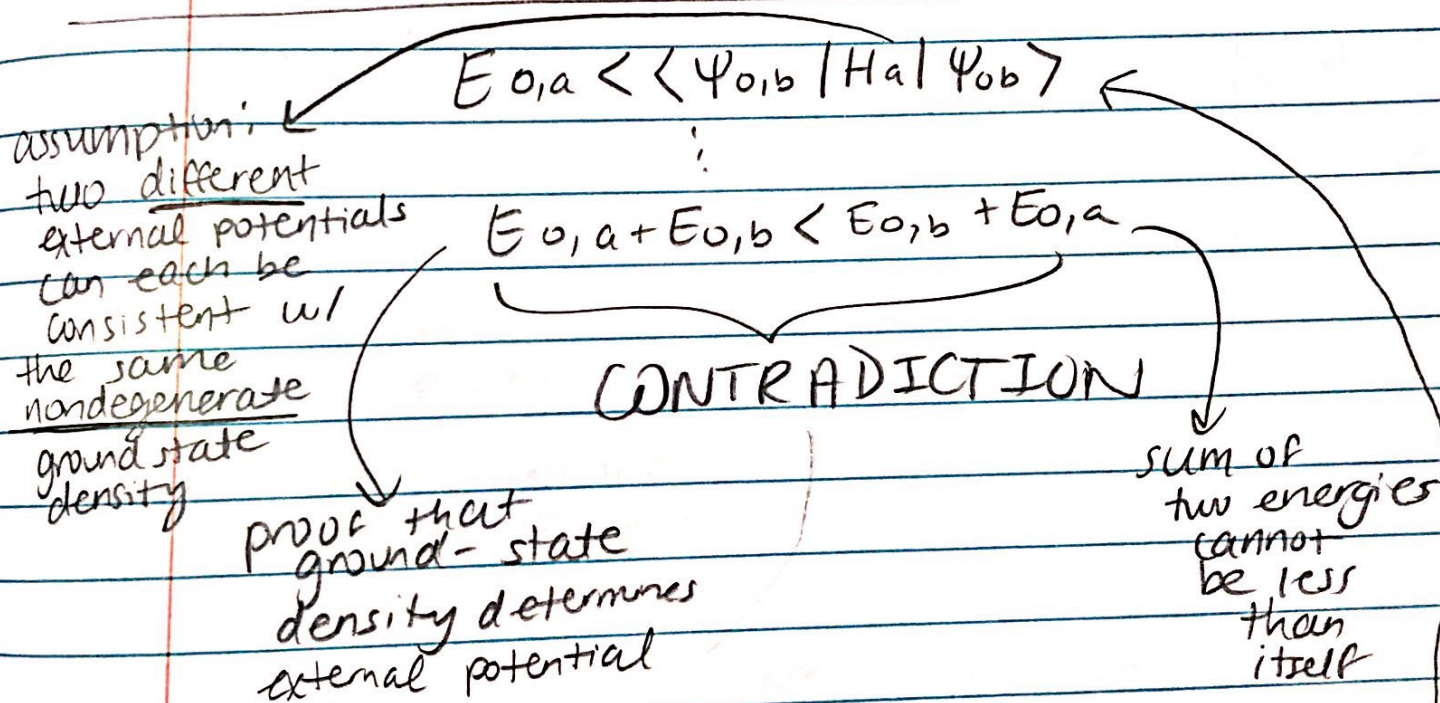 E0,a < ⟨Ψ0,b | Ha | Ψ0b⟩
⋮
E0,a + E0,b < E0,b + E0,a
CONTRADICTION
assumption:
two different
external potentials
can each be
consistent w/
the same
nondegenerate
ground state
density
proof that
ground-state
density determines
external potential
sum of
two energies
cannot
be less
than
itself